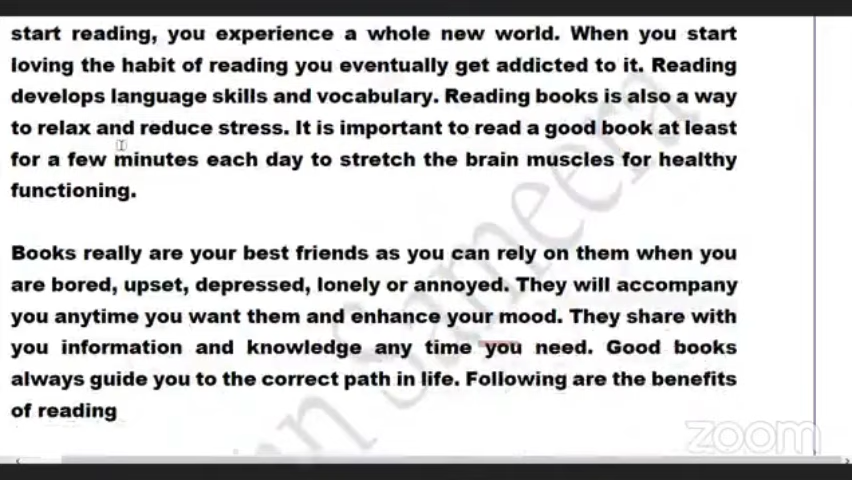 start reading, you experience a whole new world. When you start
loving the habit of reading you eventually get addicted to it. Reading
develops language skills and vocabulary. Reading books is also a way
to relax and reduce stress. It is important to read a good book at least
for a few minutes each day to stretch the brain muscles for healthy
functioning.
Books really are your best friends as you can rely on them when you
are bored, upset, depressed, lonely or annoyed. They will accompany
you anytime you want them and enhance your mood. They share with
you information and knowledge any time you need. Good books
always guide you to the correct path in life. Following are the benefits
of reading
zoom